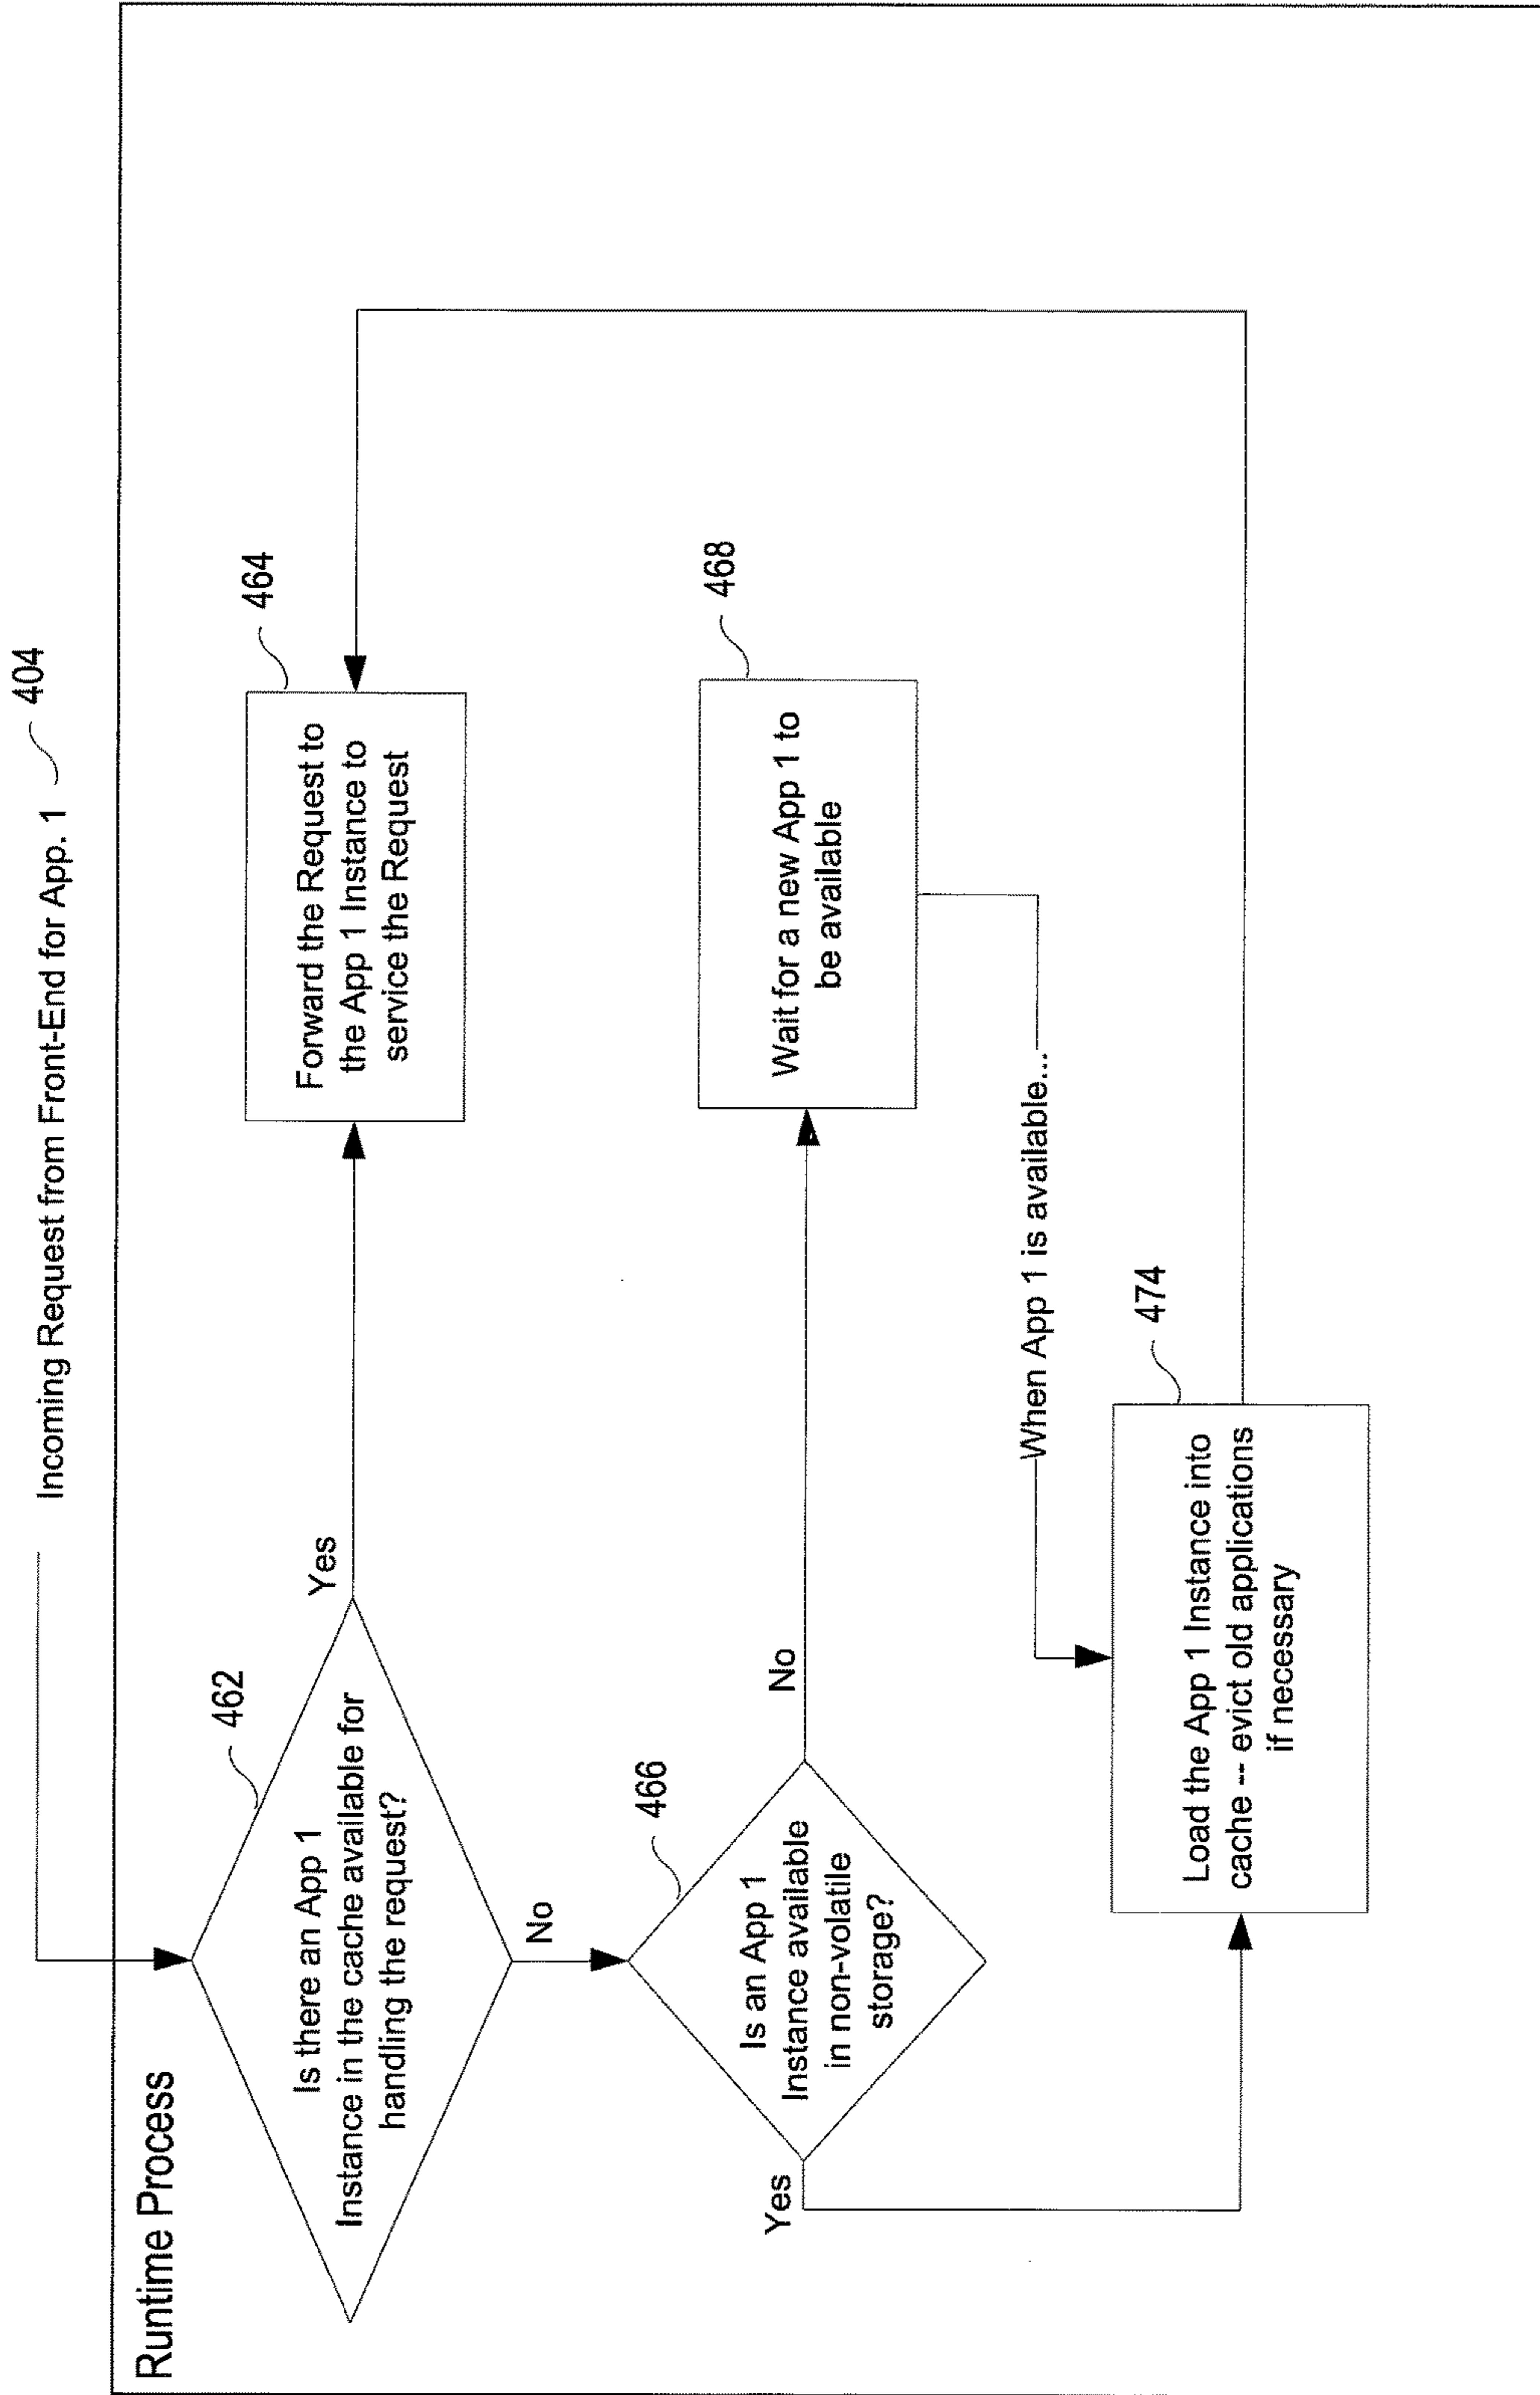 Incoming Request from Front-End for App. 1
404
Runtime Process
462
Is there an App 1
Instance in the cache available for
handling the request?
Yes
464
Forward the Request to
the App 1 Instance to
service the Request
No
466
Is an App 1
Instance available
in non-volatile
storage?
No
468
Wait for a new App 1 to
be available
Yes
When App 1 is available...
474
Load the App 1 Instance into
cache -- evict old applications
if necessary